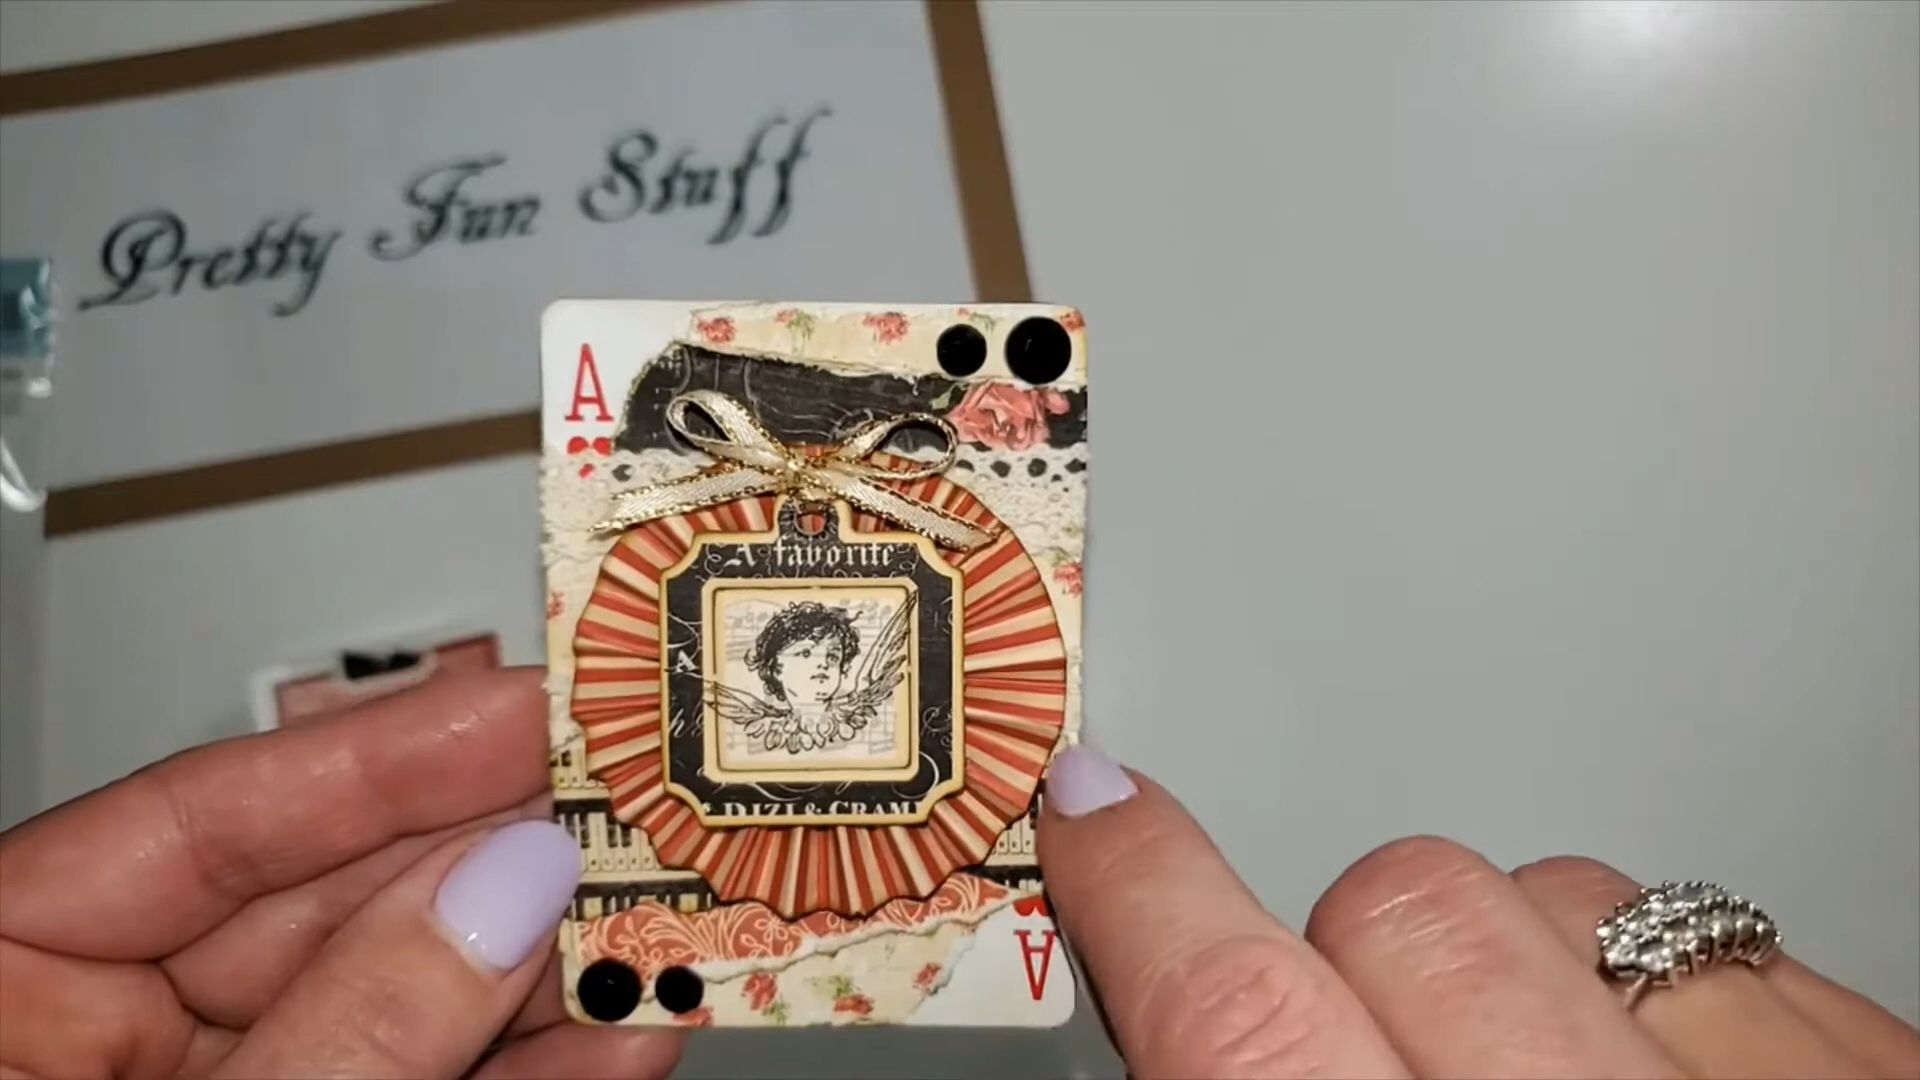 Pretty Fun Stuff
A
A favorite
A
& DIZI & CRAM
A